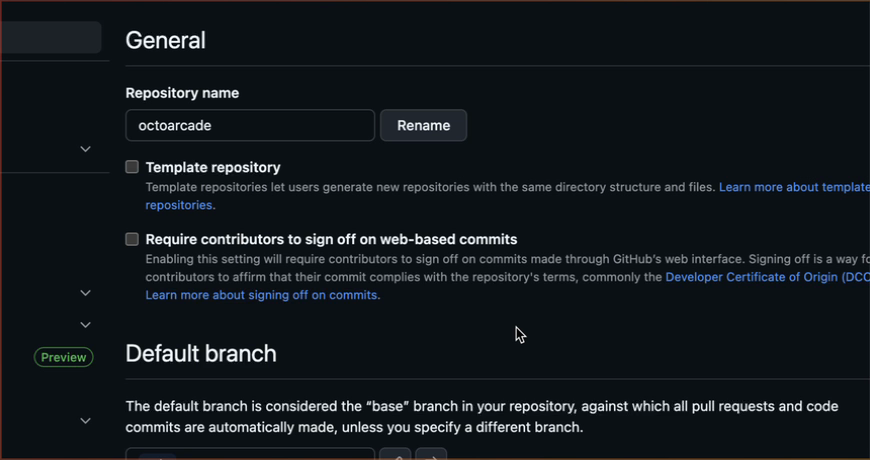 General
Repository name
octoarcade
Rename
Template repository
Template repositories let users generate new repositories with the same directory structure and files. Learn more about template
repositories.
Require contributors to sign off on web-based commits
Enabling this setting will require contributors to sign off on commits made through GitHub's web interface. Signing off is a way fo
contributors to affirm that their commit complies with the repository's terms, commonly the Developer Certificate of Origin (DCO
Learn more about signing off on commits.
Preview
Default branch
The default branch is considered the “base” branch in your repository, against which all pull requests and code
commits are automatically made, unless you specify a different branch.